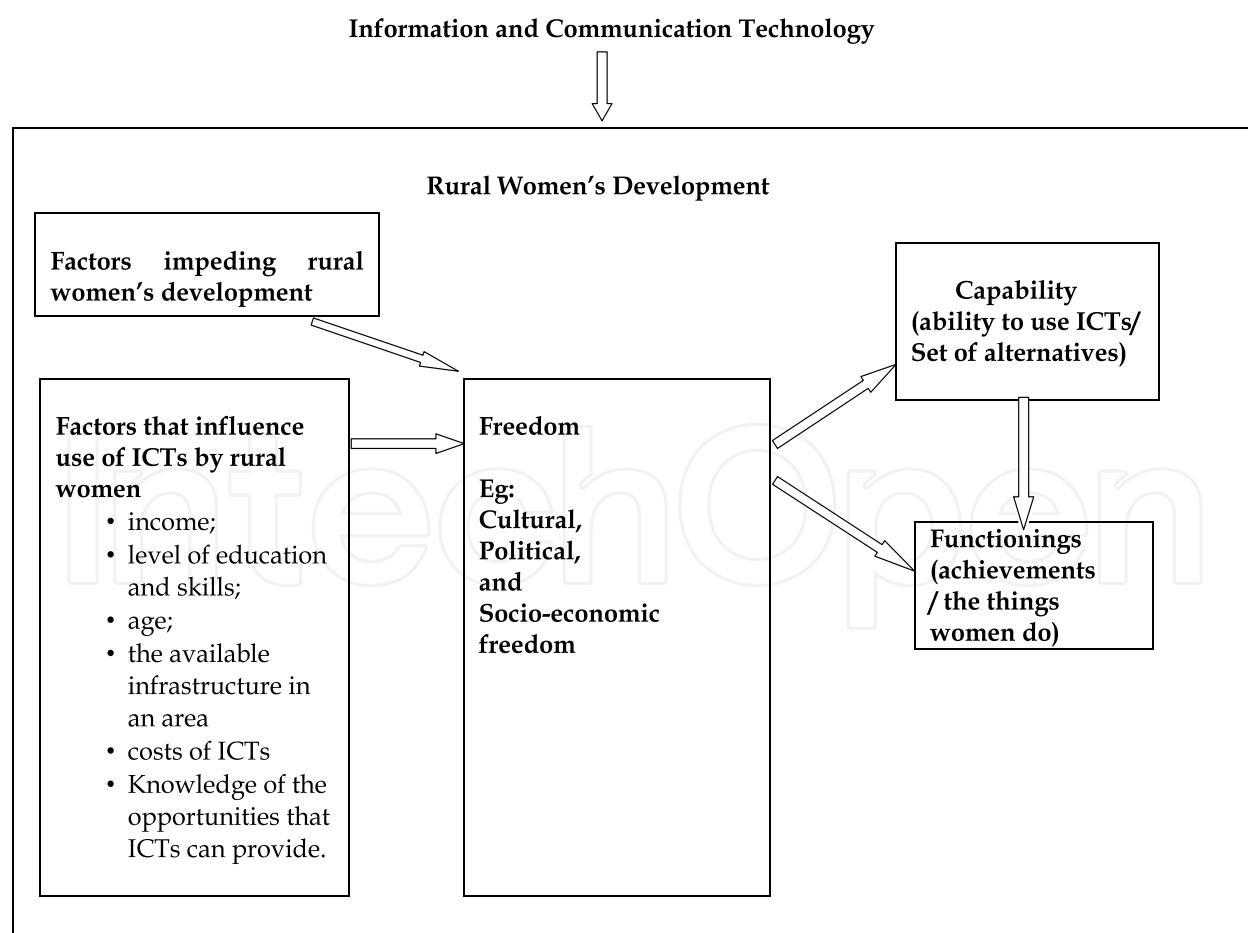 Information and Communication Technology
Rural Women's Development
Factors impeding rural
women's development
Factors that influence
use of ICTs by rural
women
• income;
• level of education
and skills;
• age;
• the available
infrastructure in
an area
• costs of ICTs
• Knowledge of the
opportunities that
ICTs can provide.
Freedom
Eg:
Cultural,
Political,
and
Socio-economic
freedom
Capability
(ability to use ICTs/
Set of alternatives)
Functionings
(achievements
/ the things
women do)
IntechOpen